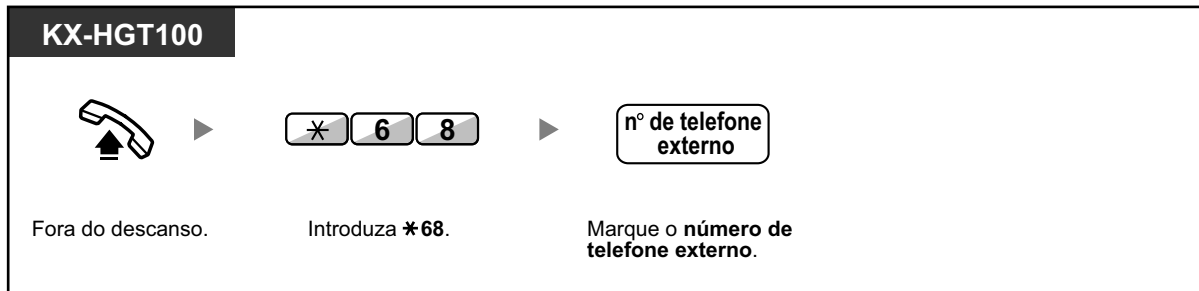 KX-HGT100
* 6 8
n° de telefone
externo
Fora do descanso.
Introduza *68.
Marque o número de
telefone externo.